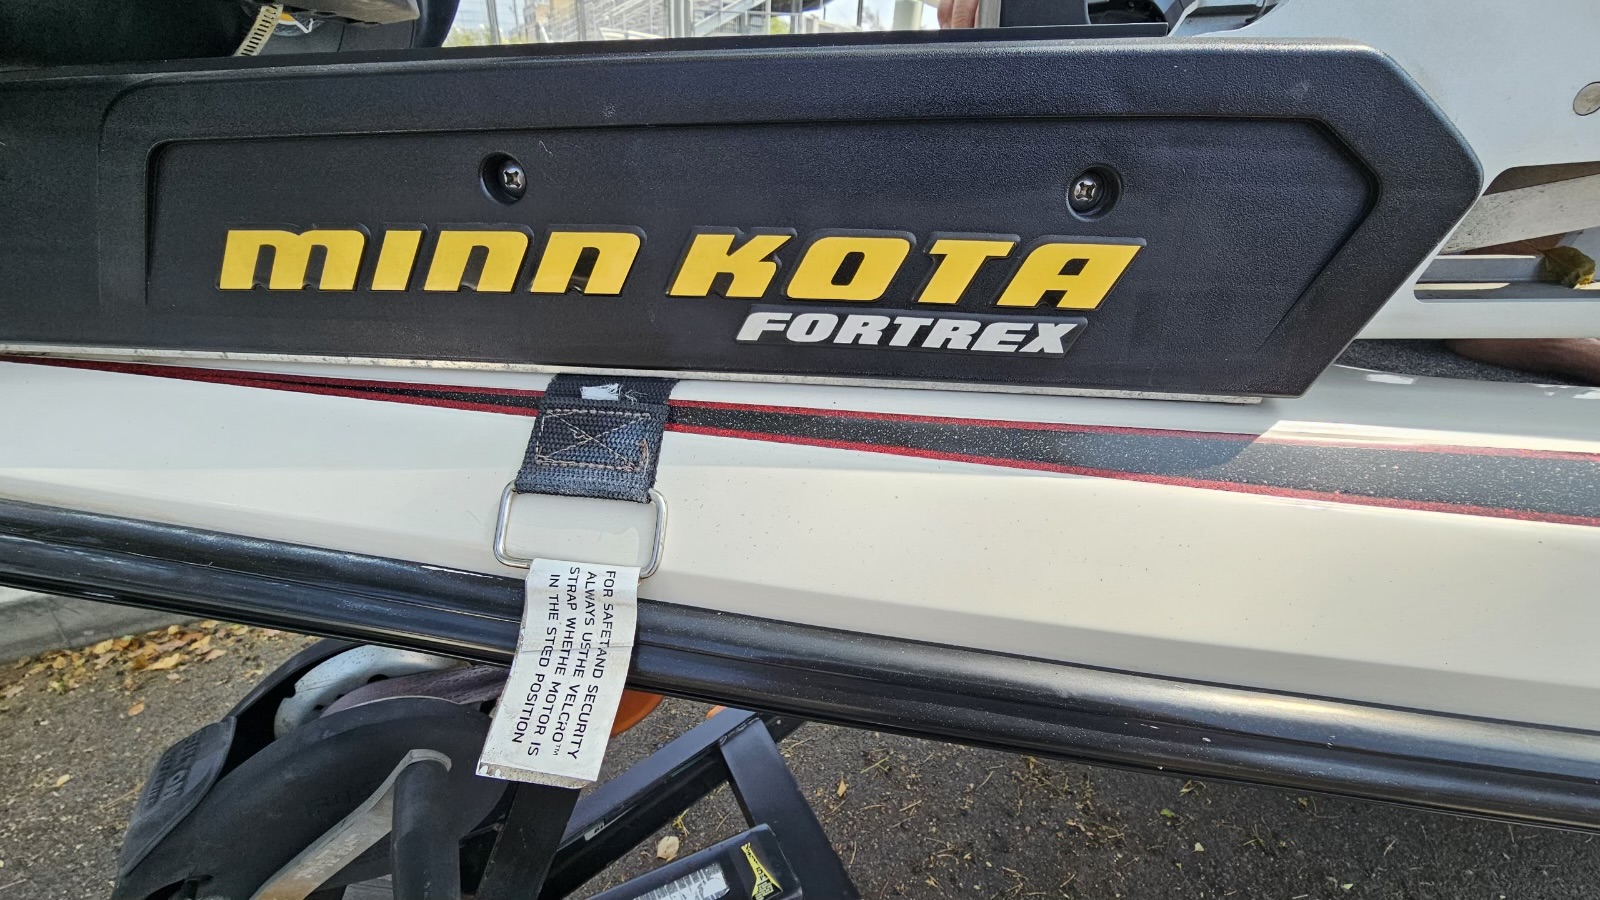 MINN KOTA
FORTREX
FOR SAFETAND SECURITY
ALWAYS USTHE VELCRO™
STRAP WHETHE MOTOR IS
IN THE STED POSITION